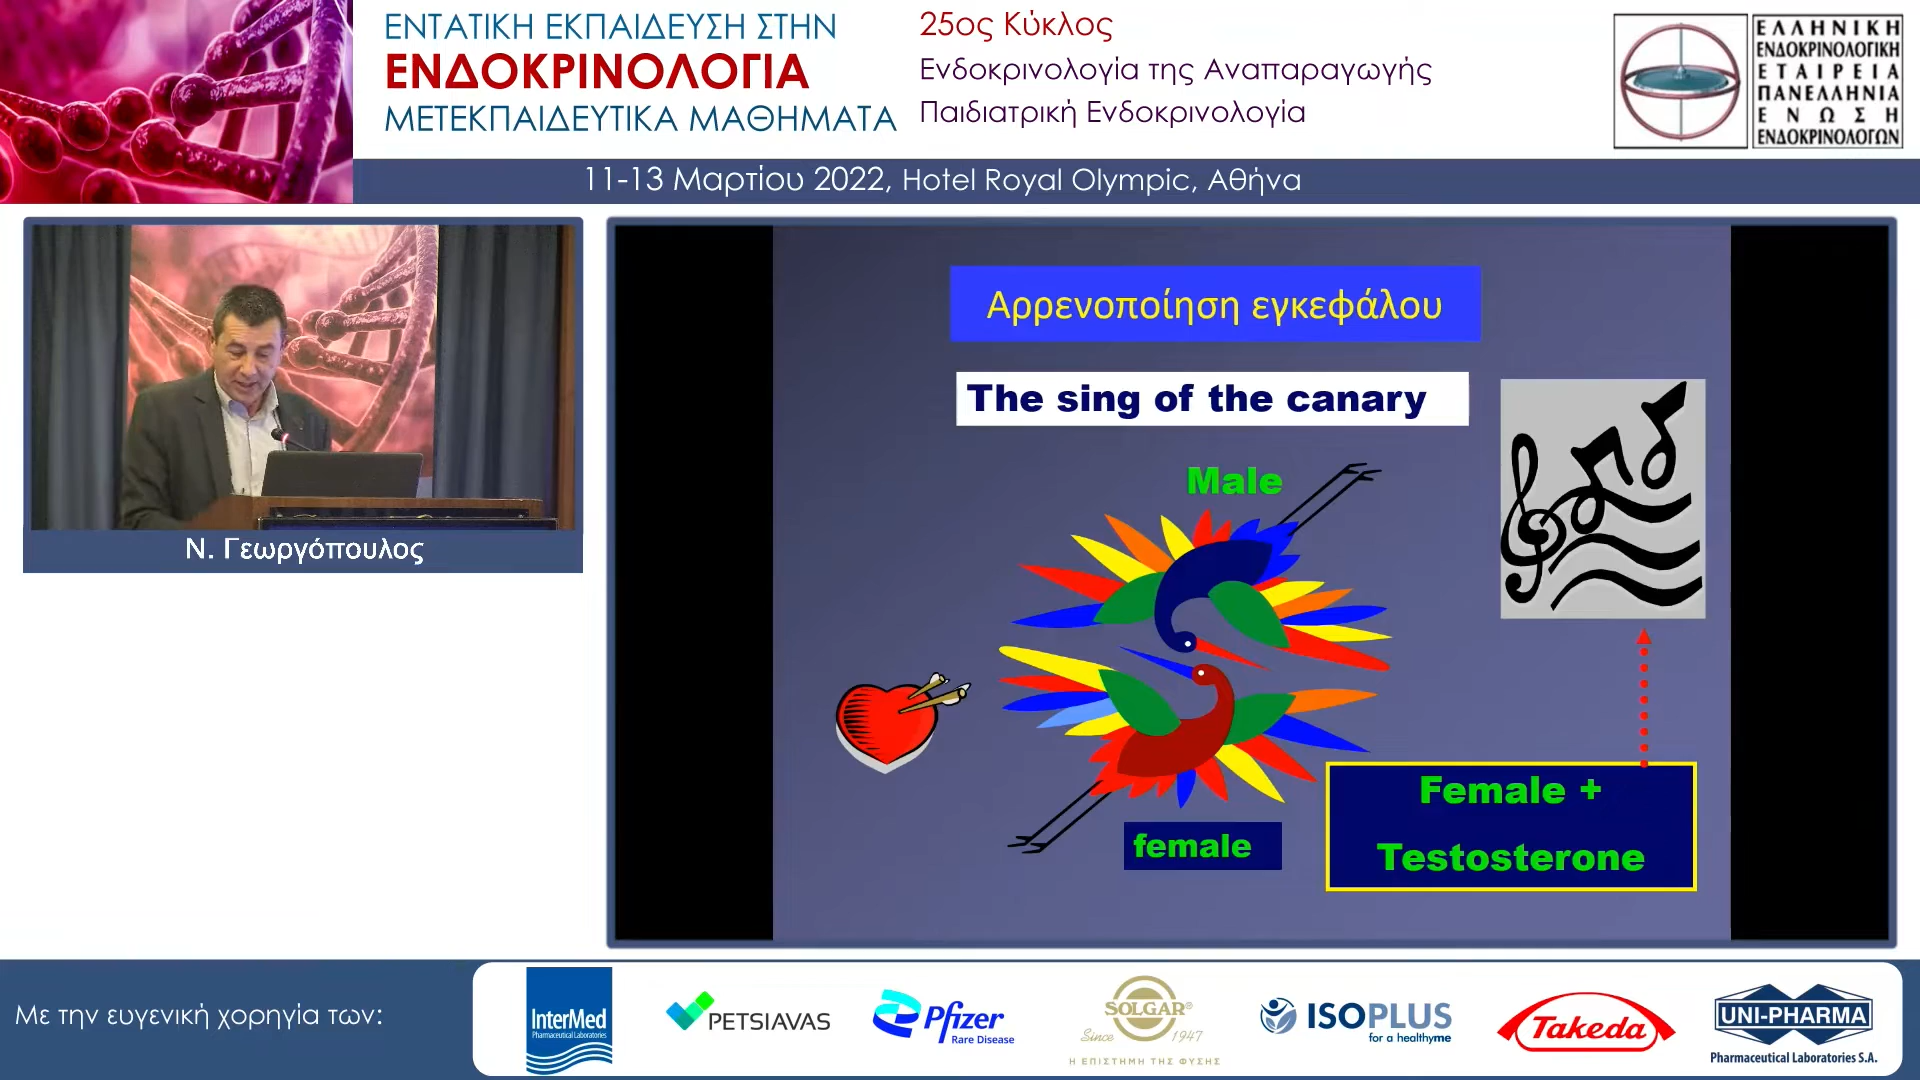 ΕΝΤΑΤΙΚΗ ΕΚΠΑΙΔΕΥΣΗ ΣΤΗΝ
ΕΝΔΟΚΡΙΝΟΛΟΓΙΑ
ΜΕΤΕΚΠΑΙΔΕΥΤΙΚΑ ΜΑΘΗΜΑΤΑ
25ος Κύκλος
Ενδοκρινολογία της Αναπαραγωγής
Παιδιατρική Ενδοκρινολογία
ΕΛΛΗΝΙΚΗ
ΕΝΔΟΚΡΙΝΟΛΟΓΙΚΗ
ΕΤΑΙΡΕΙΑ
ΠΑΝΕΛΛΗΝΙΑ
ΕΝΩΣΗ
ΕΝΔΟΚΡΙΝΟΛΟΓΩΝ
11-13 Μαρτίου 2022, Hotel Royal Olympic, Αθήνα
Ν. Γεωργόπουλος
Αρρενοποίηση εγκεφάλου
The sing of the canary
Male
female
Female +
Testosterone
Με την ευγενική χορηγία των:
InterMed
Pharmaceutical Laboratories
PETSIAVAS
Pfizer
Rare Disease
SOLGAR®
Since 1947
Η ΕΠΙΣΤΗΜΗ ΤΗΣ ΦΥΣΗΣ
ISOPLUS
for a healthyme
Takeda
UNI-PHARMA
Pharmaceutical Laboratories S.A.